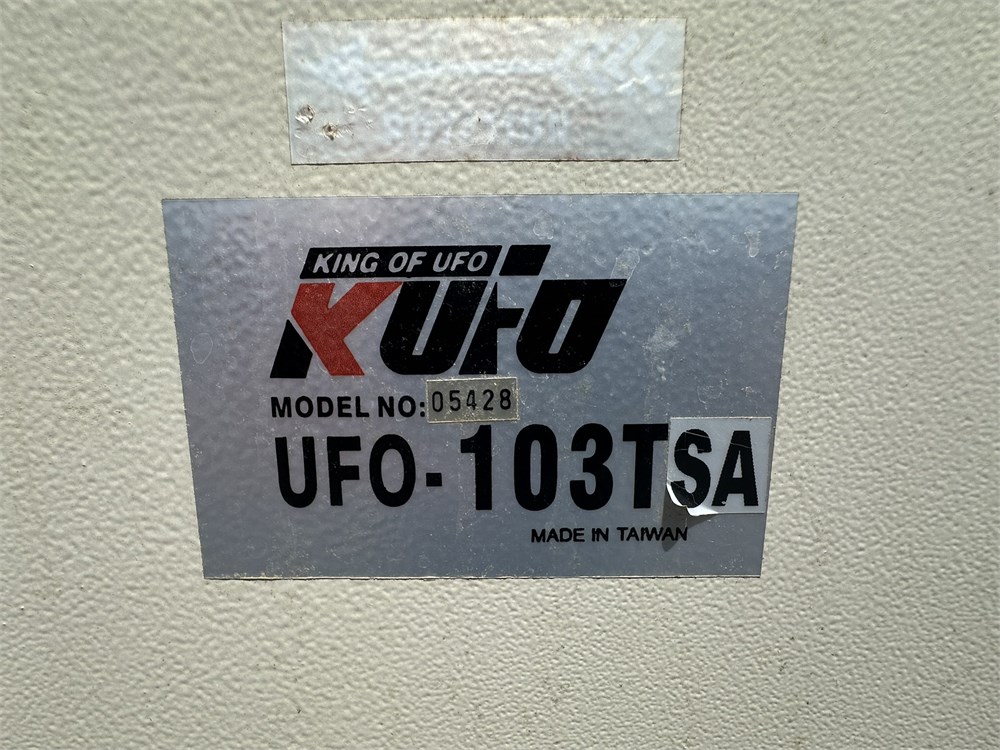 KING OF UFO
KUFO
MODEL NO: 05428
UFO-103TSA
MADE IN TAIWAN